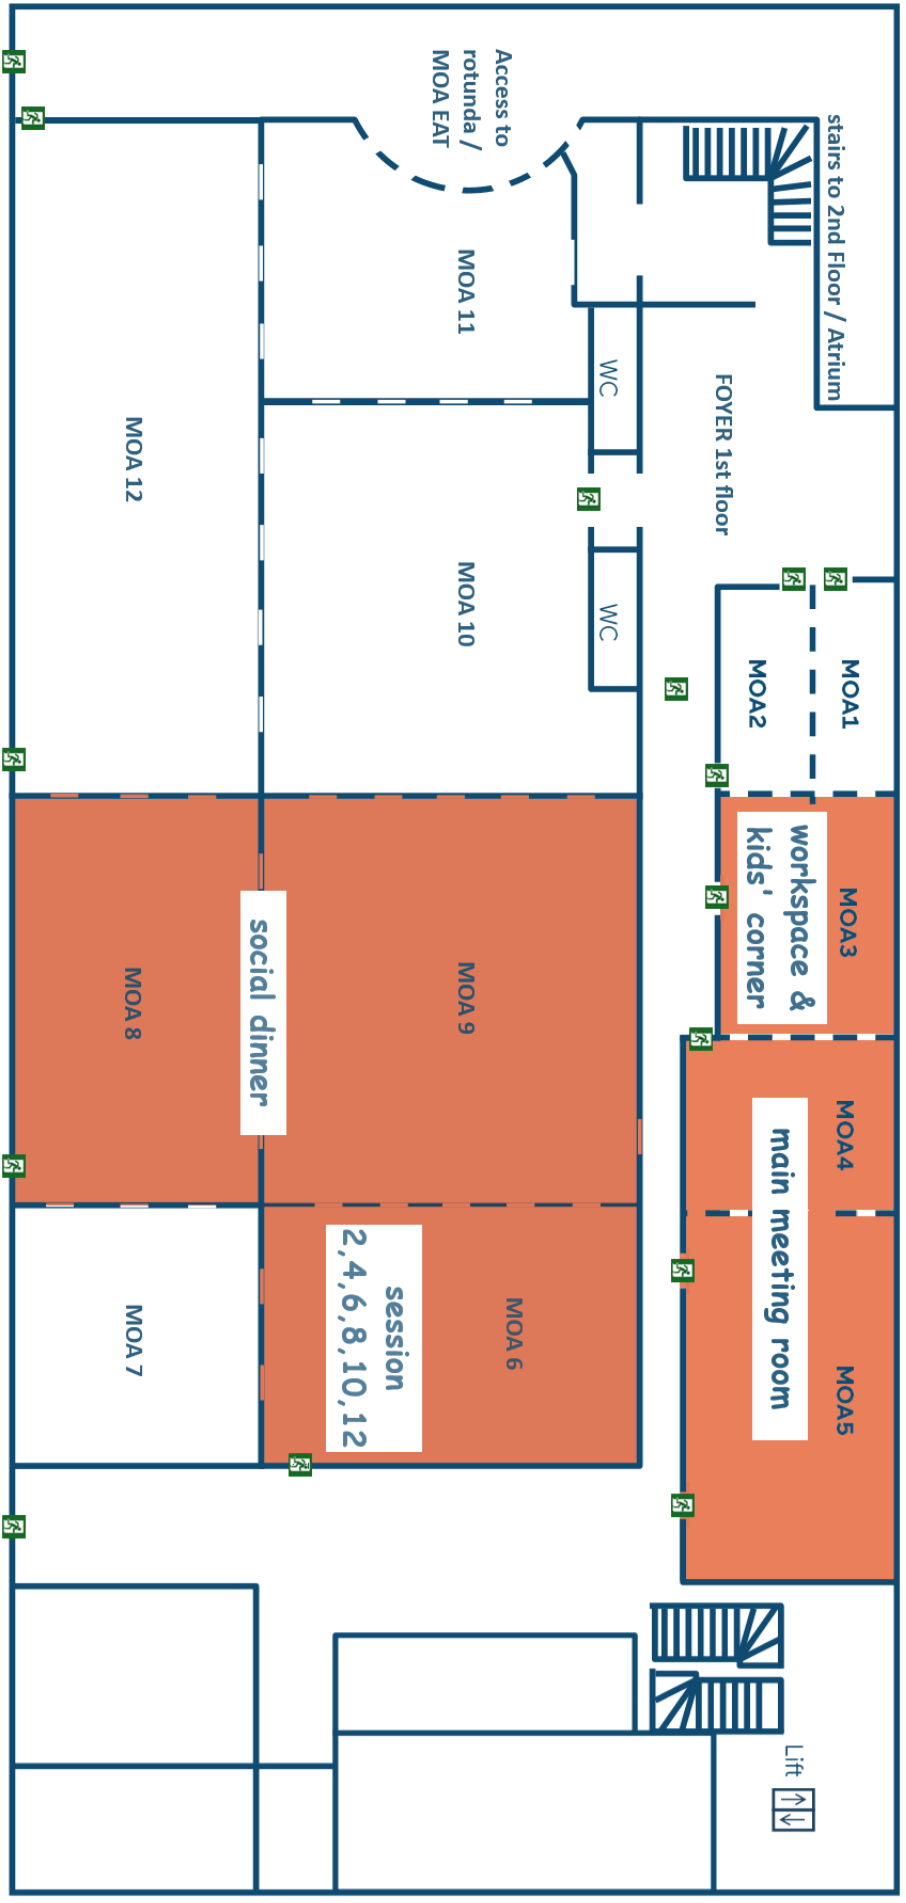 stairs to 2nd Floor / Atrium
Access to
rotunda /
MOA EAT
FOYER 1st floor
WC
WC
MOA 11
MOA 10
MOA 12
MOA1
MOA2
MOA3
workspace &
kids' corner
MOA4
MOA5
main meeting room
MOA 9
MOA 8
social dinner
MOA 6
session
2,4,6,8,10,12
MOA 7
Lift